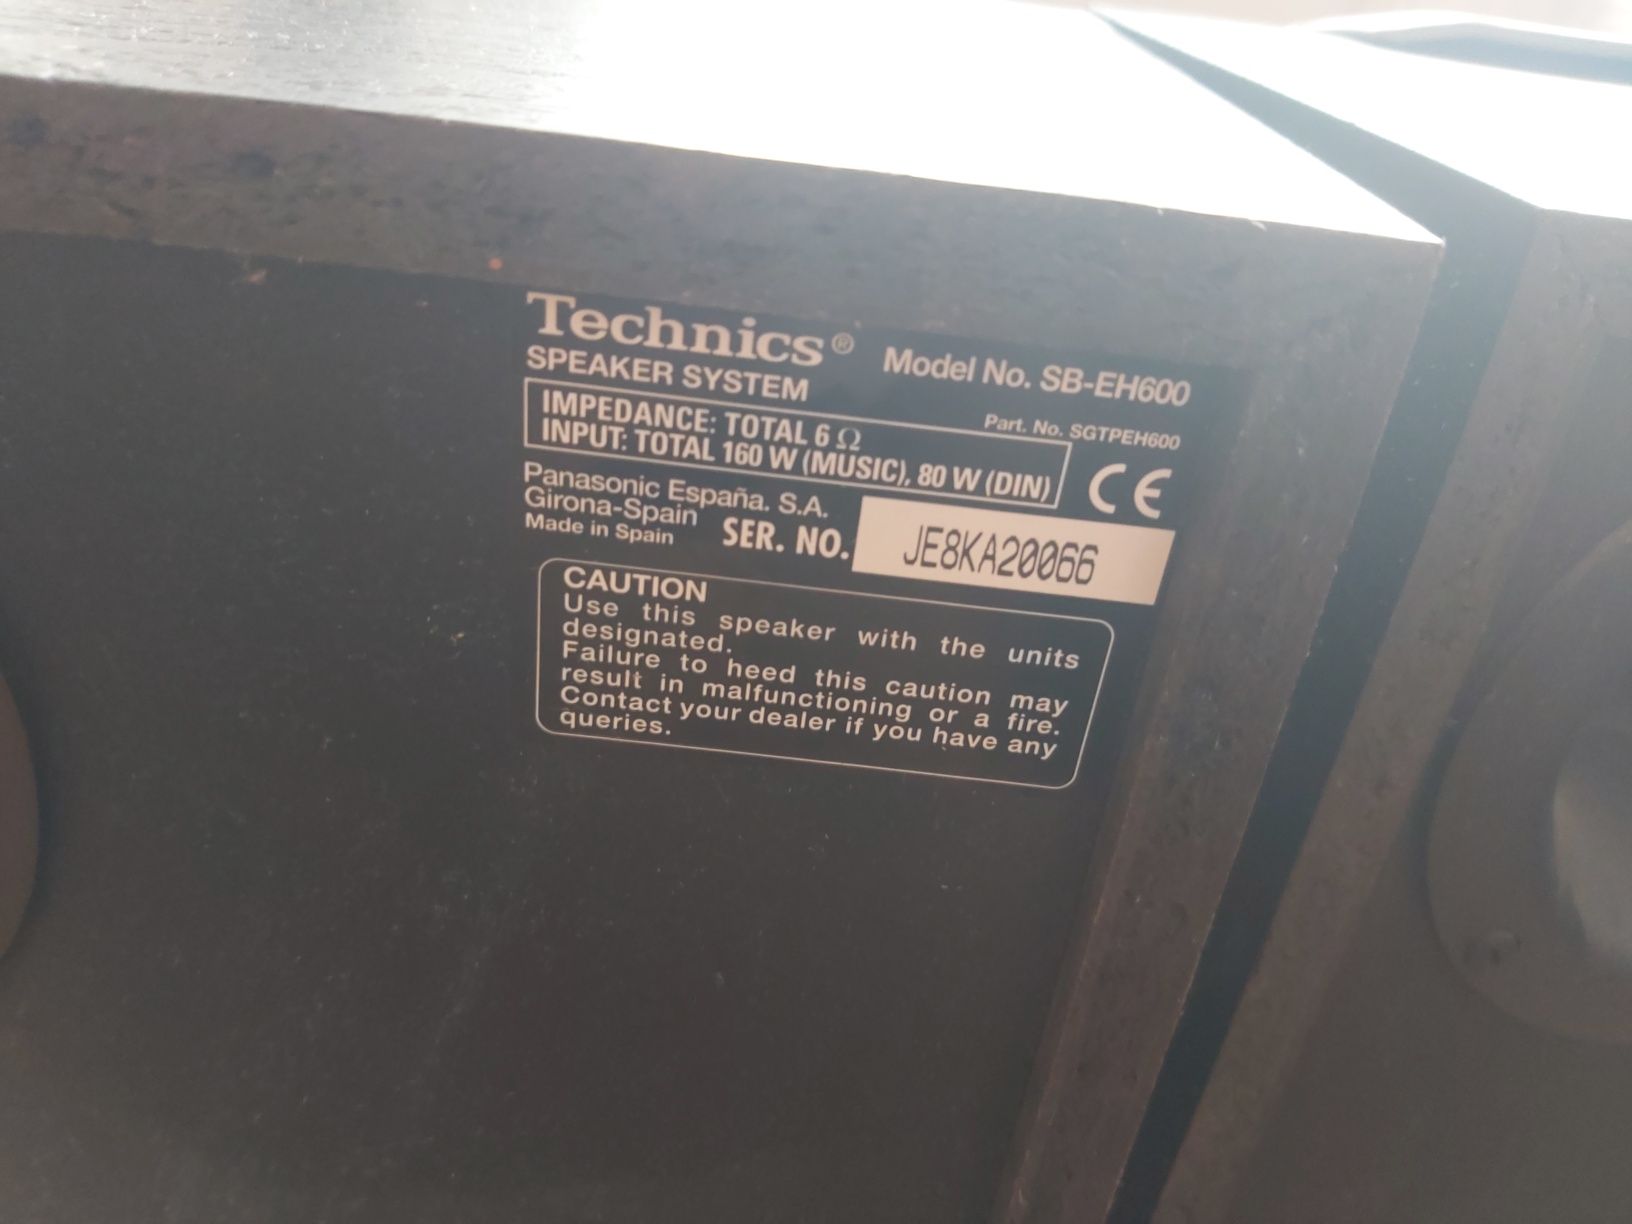 Technics®
SPEAKER SYSTEM
Model No. SB-EH600
Part. No. SGTPEH600
IMPEDANCE: TOTAL 6 Ω
INPUT: TOTAL 160 W (MUSIC), 80 W (DIN)
CE
Panasonic España. S.A.
Girona-Spain
Made in Spain
SER. NO.
JE8KA20066
CAUTION
Use this speaker with the units
designated.
Failure to heed this caution may
result in malfunctioning or a fire.
Contact your dealer if you have any
queries.